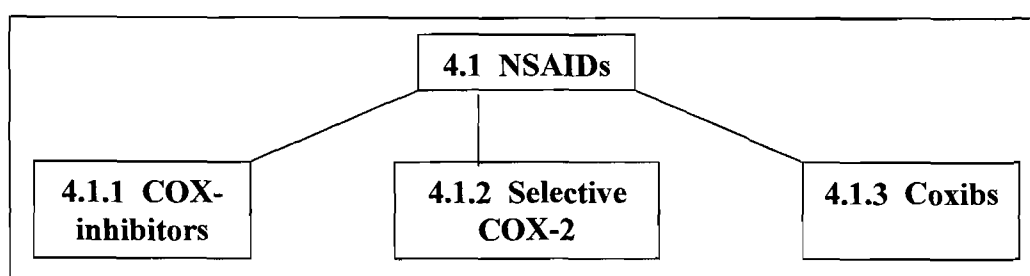 4.1 NSAIDs
4.1.1 COX-
inhibitors
4.1.2 Selective
COX-2
4.1.3 Coxibs